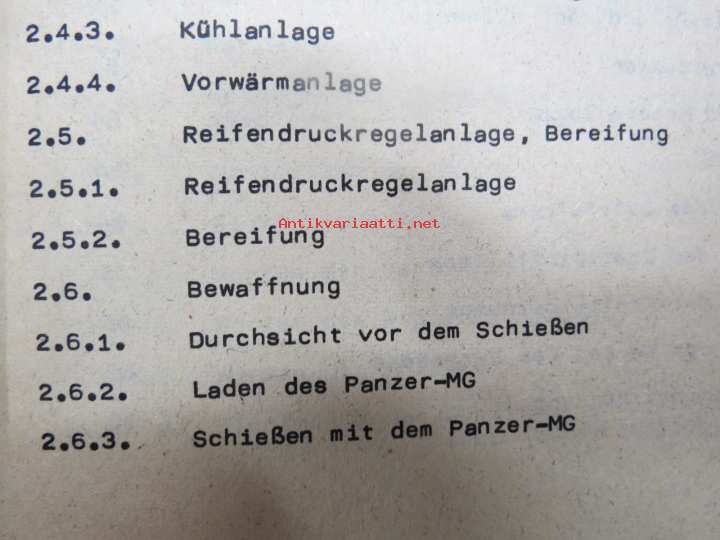 2.4.3. Kühlanlage
2.4.4. Vorwärmanlage
2.5. Reifendruckregelanlage, Bereifung
2.5.1. Reifendruckregelanlage
Antikvariaatti.net
2.5.2. Bereifung
2.6. Bewaffnung
2.6.1. Durchsicht vor dem Schießen
2.6.2. Laden des Panzer-MG
2.6.3. Schießen mit dem Panzer-MG